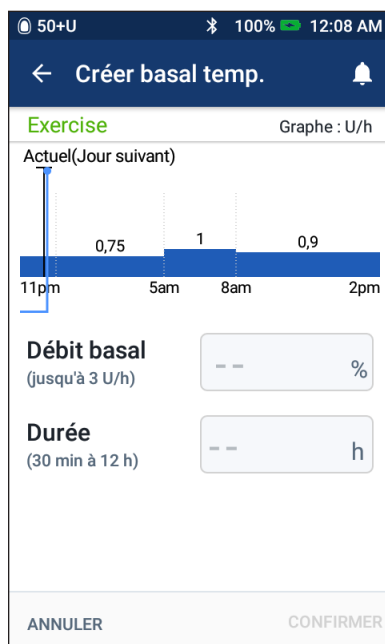 50+U 100% 12:08 AM
Créer basal temp.
Exercise Graphe : U/h
Actuel(Jour suivant)
0,75 1 0,9
11pm 5am 8am 2pm
Débit basal
(jusqu'à 3 U/h)
-- %
Durée
(30 min à 12 h)
-- h
ANNULER CONFIRMER